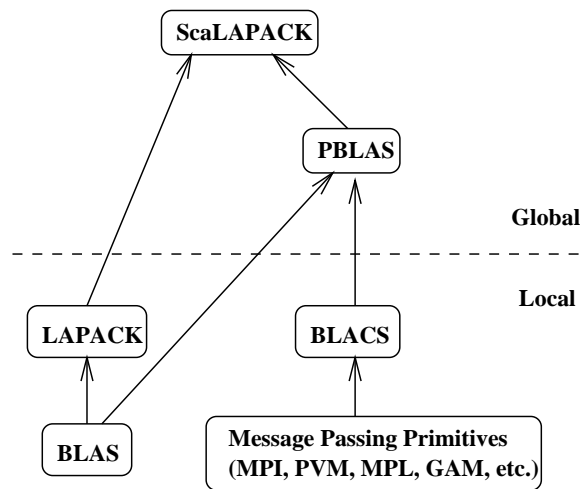 ScaLAPACK
PBLAS
Global
Local
LAPACK
BLACS
BLAS
Message Passing Primitives
(MPI, PVM, MPL, GAM, etc.)